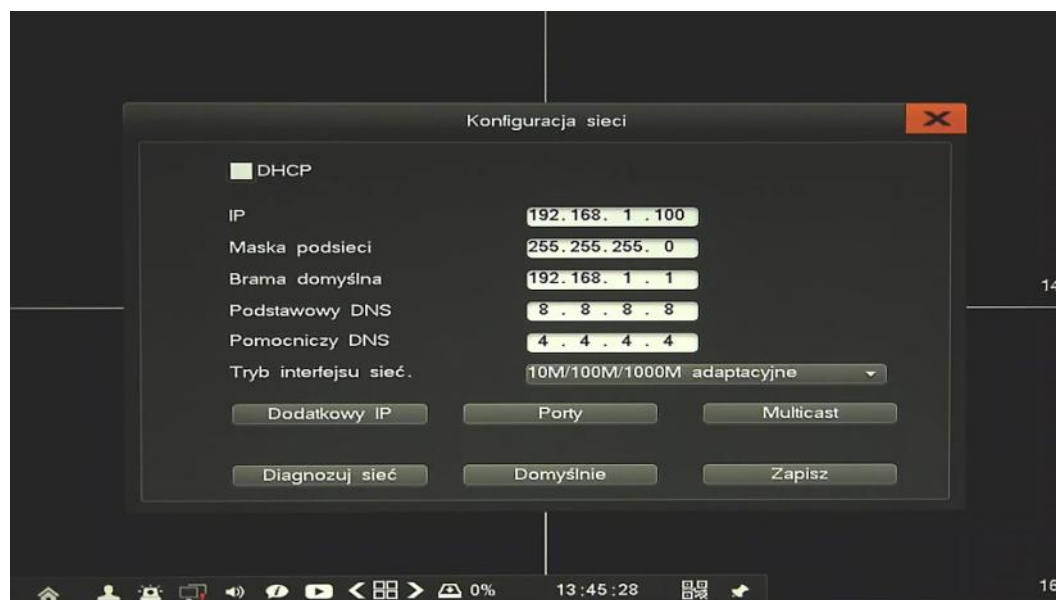 Konfiguracja sieci
DHCP
IP 192.168. 1 .100
Maska podsieci 255.255.255. 0
Brama domyślna 192.168. 1 . 1
Podstawowy DNS 8 . 8 . 8 . 8
Pomocniczy DNS 4 . 4 . 4 . 4
Tryb interfejsu sieć. 10M/100M/1000M adaptacyjne
Dodatkowy IP Porty Multicast
Diagnozuj sieć Domyślnie Zapisz
14
0% 13:45:28
16